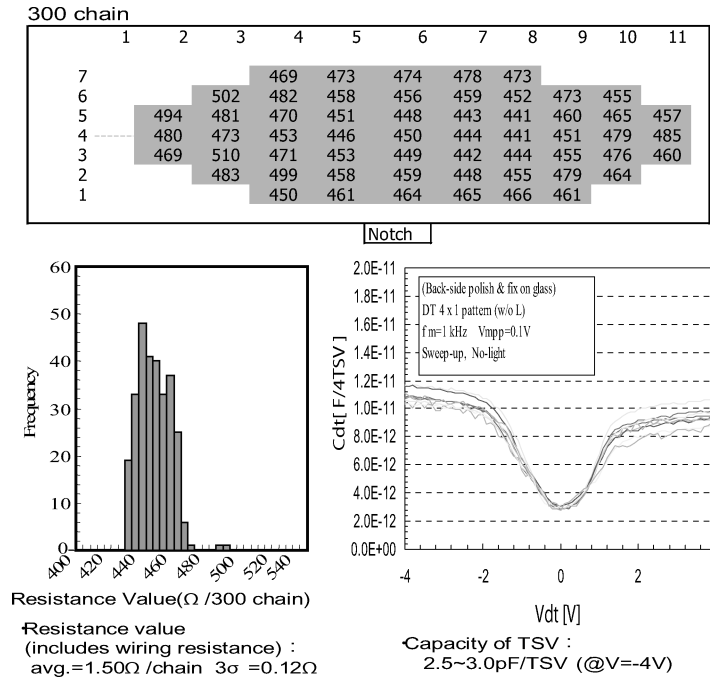 300 chain
1 2 3 4 5 6 7 8 9 10 11
7 469 473 474 478 473
6 502 482 458 456 459 452 473 455
5 494 481 470 451 448 443 441 460 465 457
4 480 473 453 446 450 444 441 451 479 485
3 469 510 471 453 449 442 444 455 476 460
2 483 499 458 459 448 455 479 464
1 450 461 464 465 466 461
Notch
60
50
40
30
20
10
0
Frequency
400 420 440 460 480 500 520 540
Resistance Value(Ω /300 chain)
・Resistance value
(includes wiring resistance)：
avg.=1.50Ω /chain 3σ =0.12Ω
2.0E-11
1.8E-11
1.6E-11
1.4E-11
1.2E-11
1.0E-11
8.0E-12
6.0E-12
4.0E-12
2.0E-12
0.0E+00
Cdt[ F/4TSV ]
(Back-side polish & fix on glass)
DT 4 x 1 pattern (w/o L)
f m=1 kHz Vmpp=0.1V
Sweep-up, No-light
-4 -2 0 2
Vdt [V]
・Capacity of TSV：
2.5~3.0pF/TSV (@V=-4V)